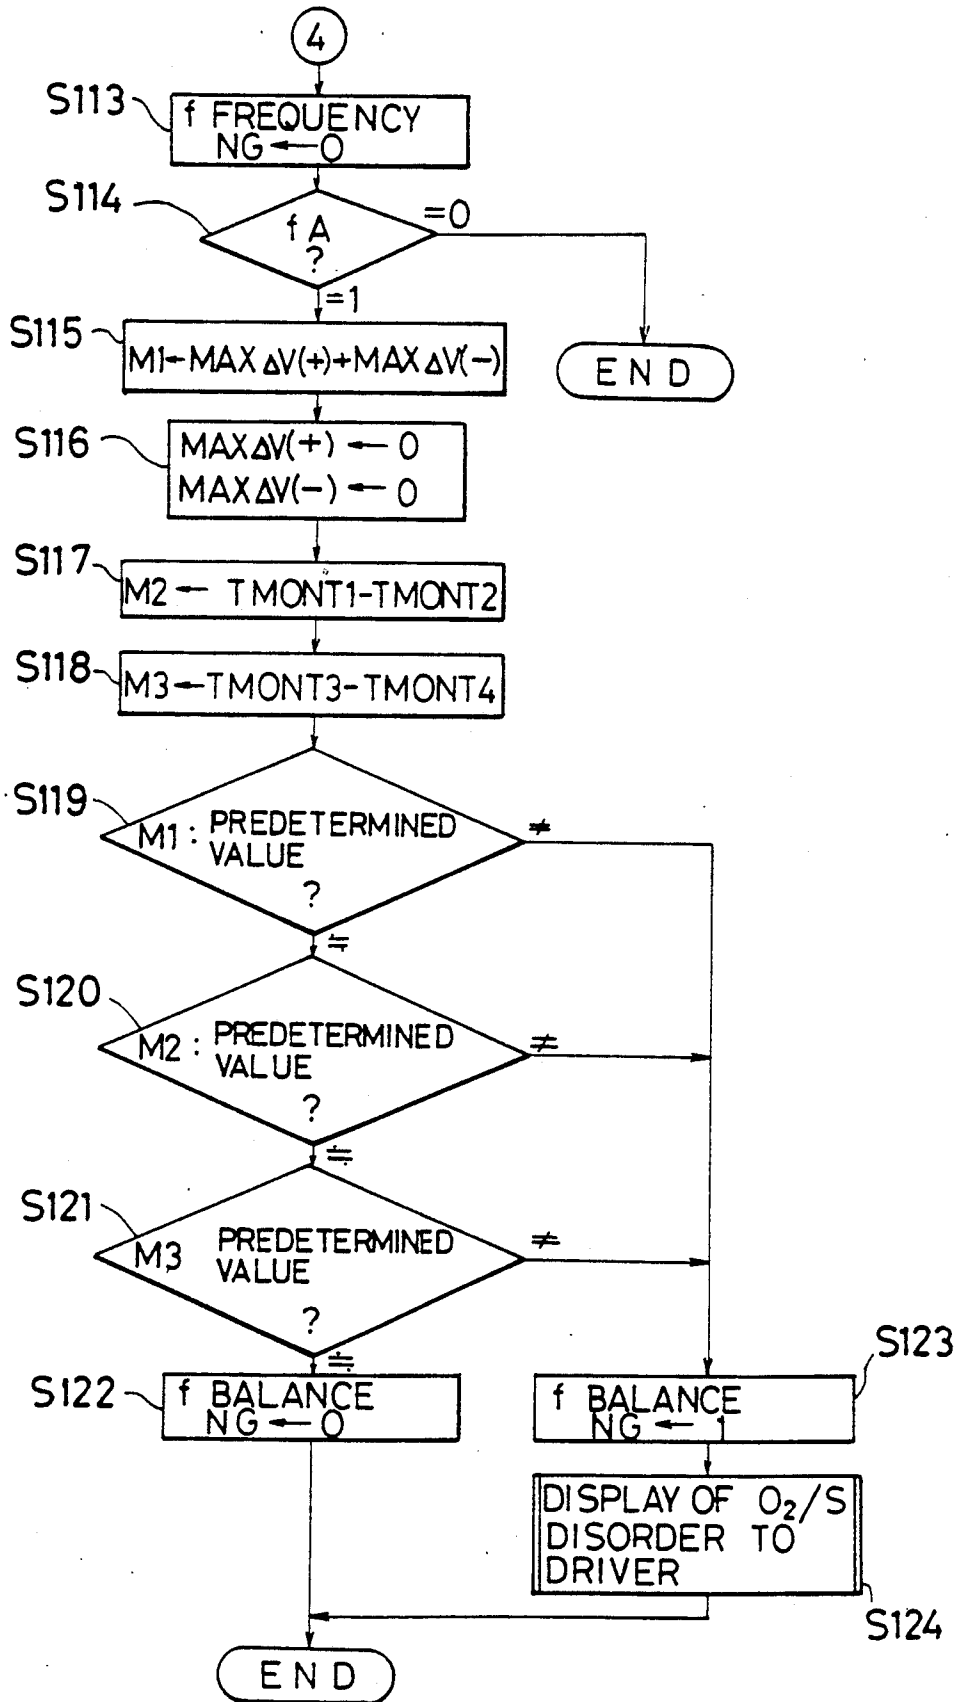 4
S113
f FREQUENCY
NG ← 0
S114
f A
?
=0
=1
END
S115
M1←MAX ΔV(+)+MAX ΔV(−)
S116
MAX ΔV(+) ← 0
MAX ΔV(−) ← 0
S117
M2 ← TMONT1-TMONT2
S118
M3 ← TMONT3-TMONT4
S119
M1 : PREDETERMINED
VALUE
?
≠
≒
S120
M2 : PREDETERMINED
VALUE
?
≠
≒
S121
M3 PREDETERMINED
VALUE
?
≠
≒
S122
f BALANCE
NG ← 0
S123
f BALANCE
NG ← 1
DISPLAY OF O₂/S
DISORDER TO
DRIVER
S124
END